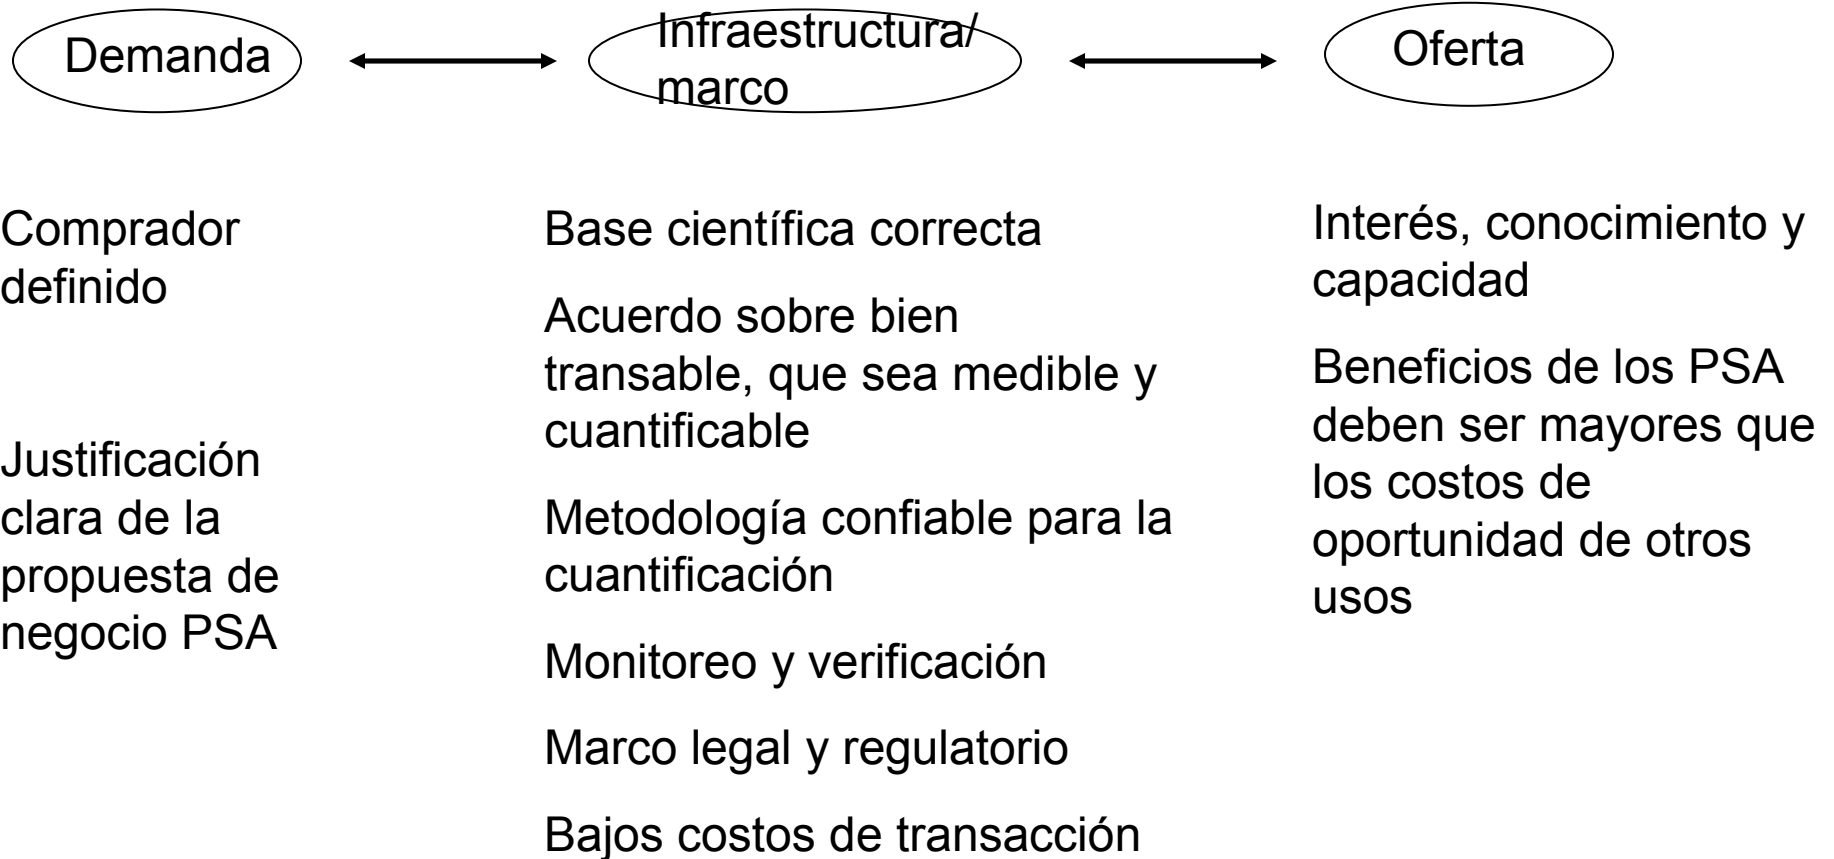 Demanda
Infraestructura/
marco
Oferta
Comprador
definido
Justificación
clara de la
propuesta de
negocio PSA
Base científica correcta
Acuerdo sobre bien
transable, que sea medible y
cuantificable
Metodología confiable para la
cuantificación
Monitoreo y verificación
Marco legal y regulatorio
Bajos costos de transacción
Interés, conocimiento y
capacidad
Beneficios de los PSA
deben ser mayores que
los costos de
oportunidad de otros
usos